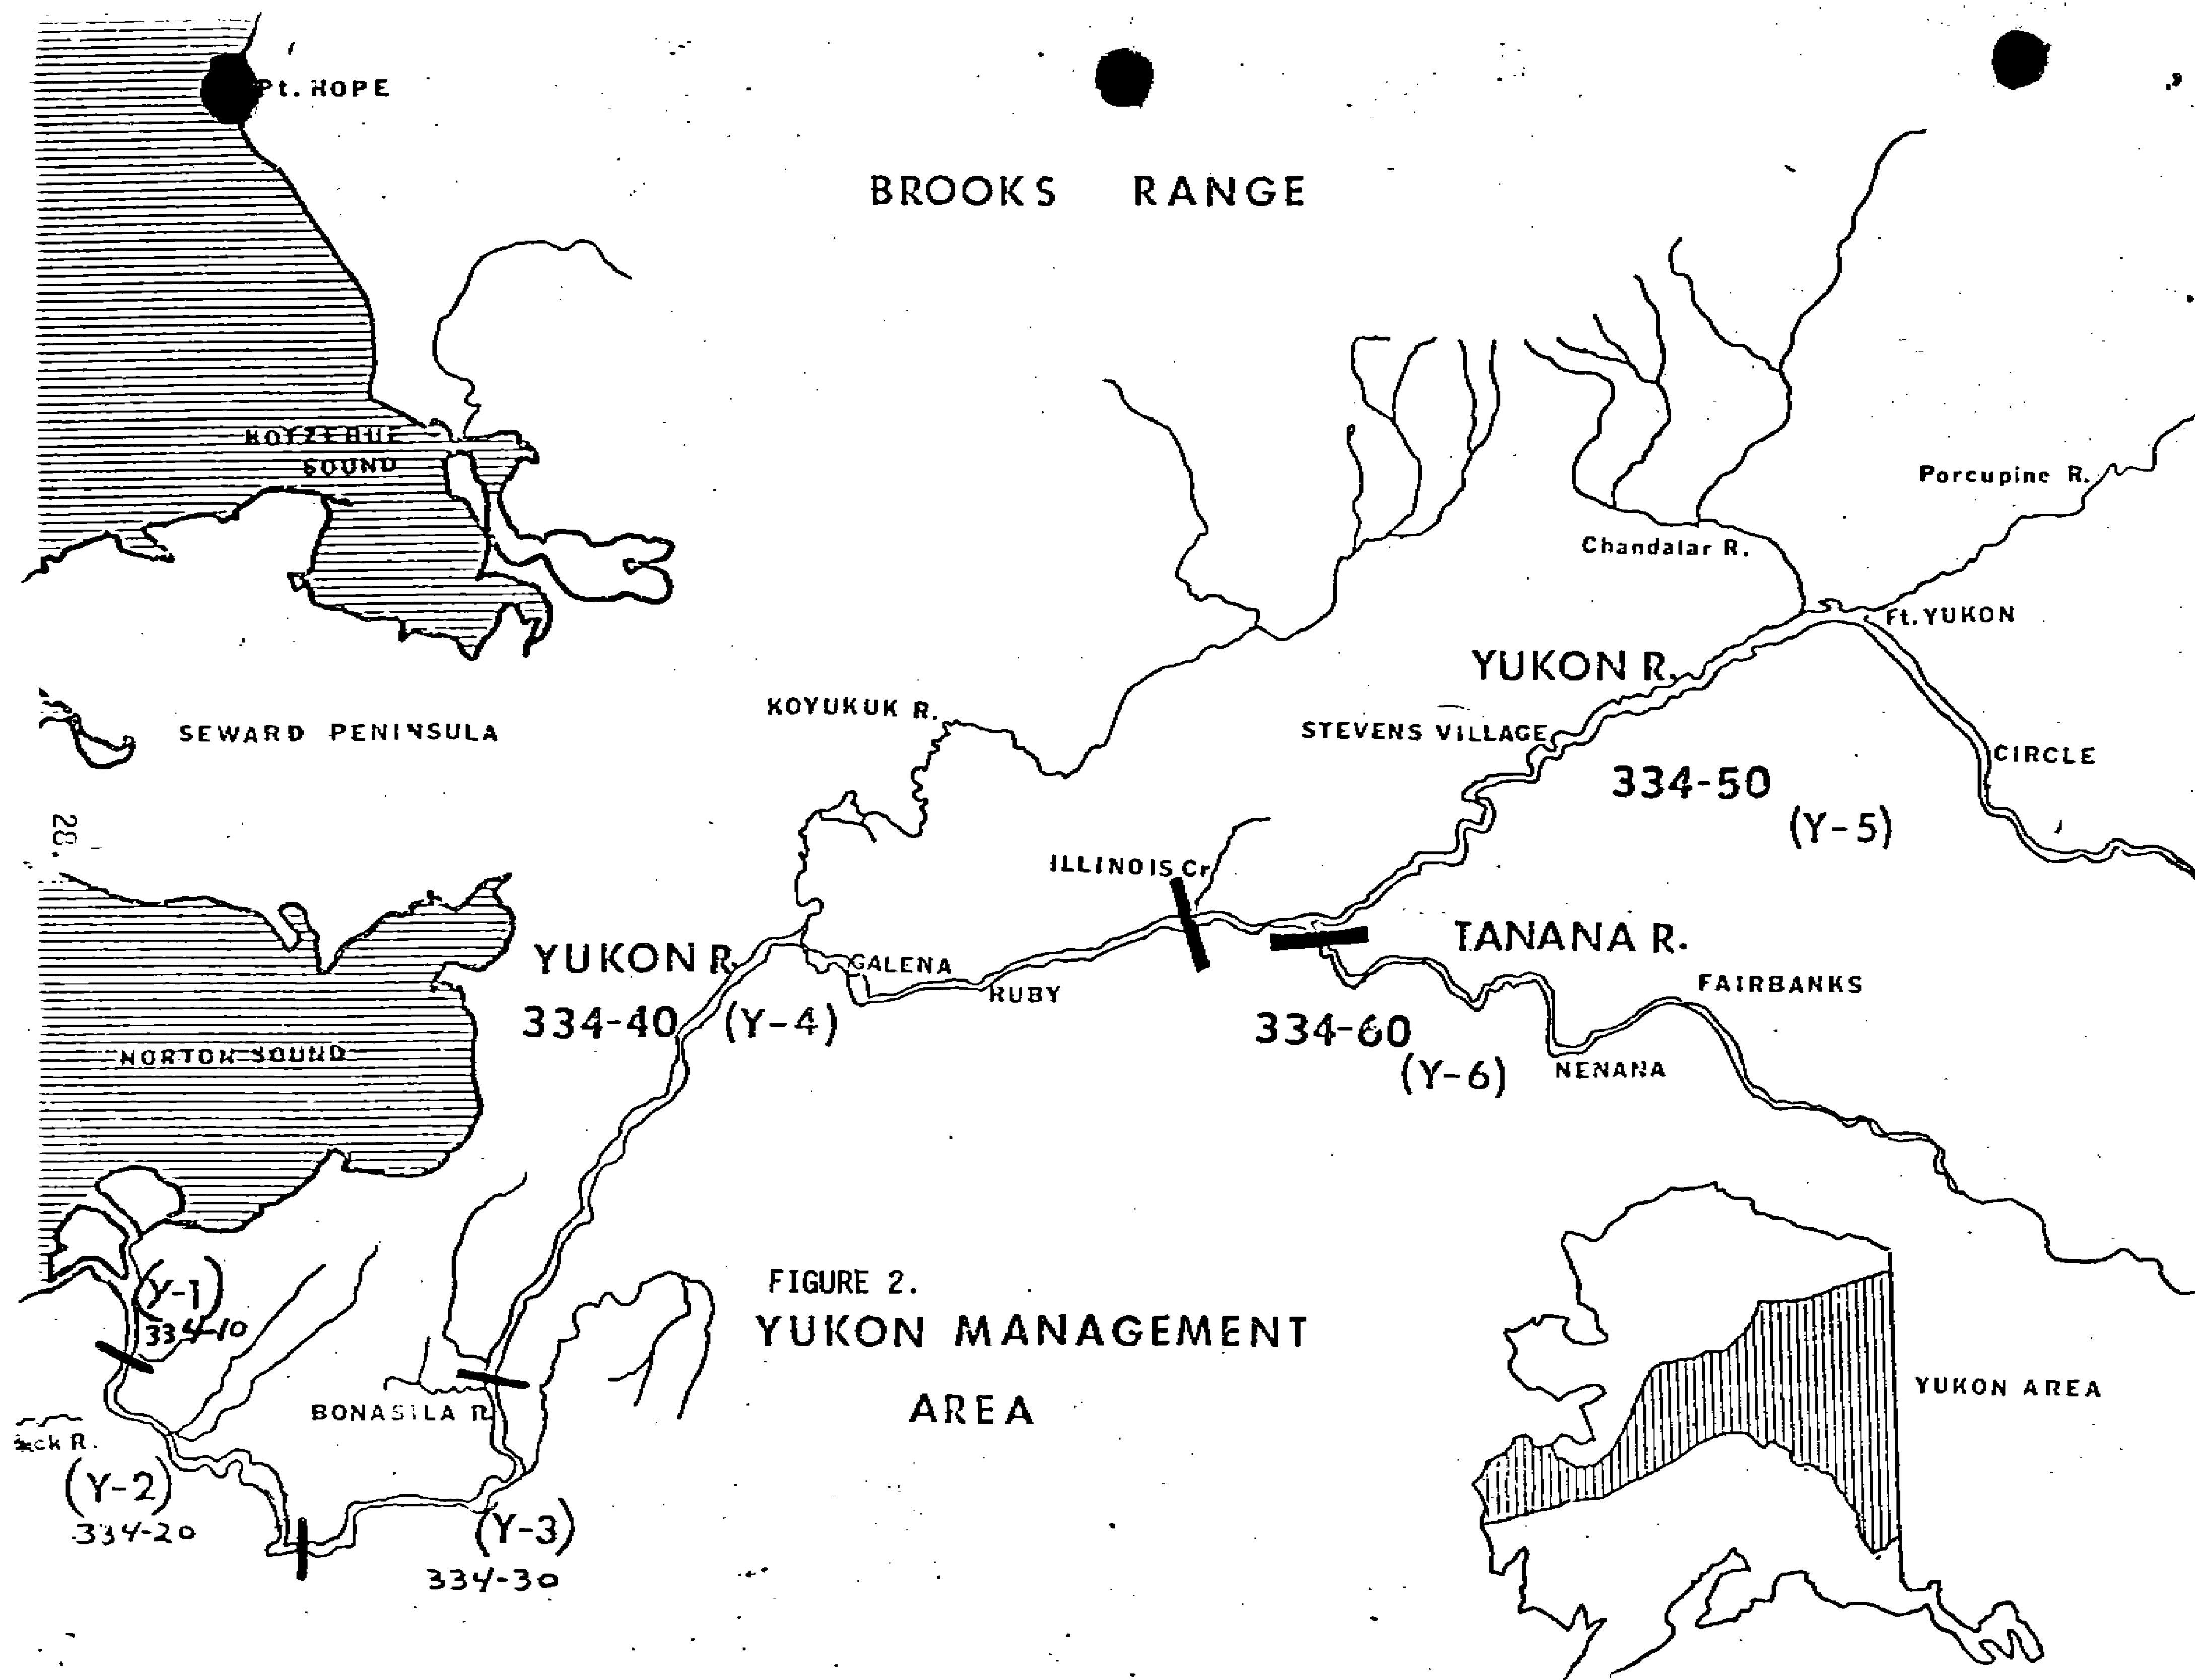 Pt. HOPE
BROOKS RANGE
KOTZEBUE
SOUND
Porcupine R.
Chandalar R.
Ft. YUKON
YUKON R.
KOYUKUK R.
STEVENS VILLAGE
SEWARD PENINSULA
CIRCLE
334-50
(Y-5)
28.
ILLINOIS Cr
TANANA R.
YUKON R.
GALENA
FAIRBANKS
RUBY
334-40 (Y-4)
334-60
NORTON SOUND
(Y-6)
NENANA
(Y-1)
334-10
FIGURE 2.
YUKON MANAGEMENT
AREA
YUKON AREA
BONASILA R
R.
(Y-2)
334-20
(Y-3)
334-30